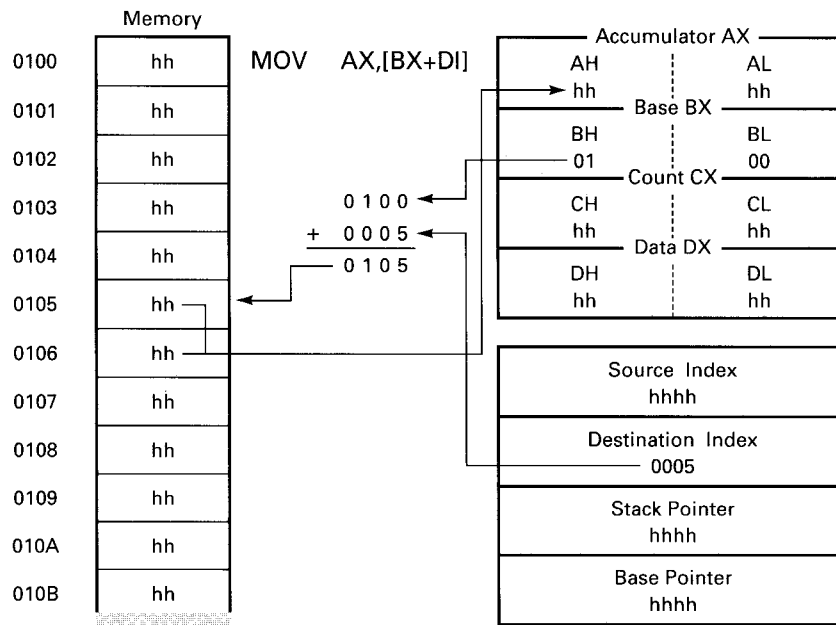 Memory
0100 hh
0101 hh
0102 hh
0103 hh
0104 hh
0105 hh
0106 hh
0107 hh
0108 hh
0109 hh
010A hh
010B hh
MOV AX,[BX+DI]
0100
+ 0005
0105
Accumulator AX
AH AL
hh hh
Base BX
BH BL
01 00
Count CX
CH CL
hh hh
Data DX
DH DL
hh hh
Source Index
hhhh
Destination Index
0005
Stack Pointer
hhhh
Base Pointer
hhhh